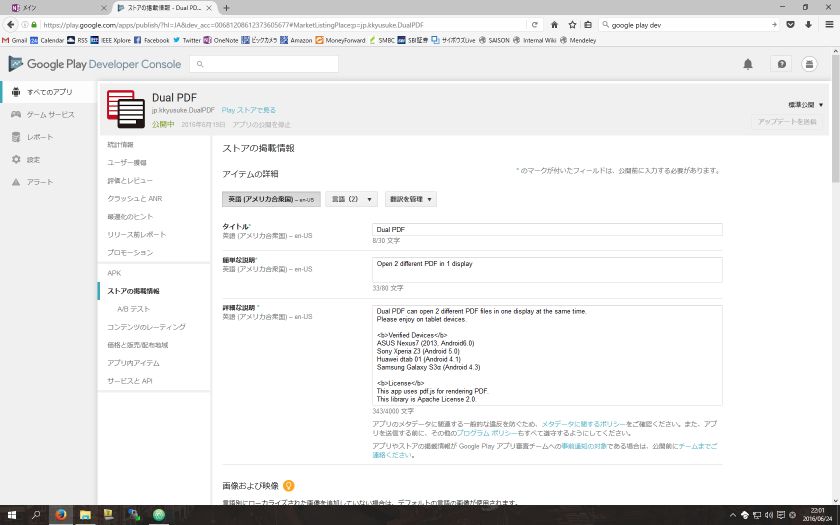 メイン
ストアの掲載情報 - Dual PD...
https://play.google.com/apps/publish/?hl=JA&dev_acc=00681208612373605677#MarketListingPlace:p=jp.kkyusuke.DualPDF
google play dev
Gmail Calendar RSS IEEE Xplore Facebook Twitter OneNote ビックカメラ Amazon MoneyForward SMBC SBI証券 サイボウズLive SAISON Internal Wiki Mendeley
Google Play Developer Console
すべてのアプリ
ゲーム サービス
レポート
設定
アラート
Dual PDF
jp.kkyusuke.DualPDF Play ストアで見る
公開中 2016年6月19日 アプリの公開を停止
標準公開
アップデートを送信
統計情報
ユーザー獲得
評価とレビュー
クラッシュと ANR
最適化のヒント
リリース前レポート
プロモーション
APK
ストアの掲載情報
A/B テスト
コンテンツのレーティング
価格と販売/配布地域
アプリ内アイテム
サービスと API
ストアの掲載情報
アイテムの詳細
* のマークが付いたフィールドは、公開前に入力する必要があります。
英語 (アメリカ合衆国) – en-US
言語（2）
翻訳を管理
タイトル*
英語 (アメリカ合衆国) – en-US
Dual PDF
8/30 文字
簡単な説明*
英語 (アメリカ合衆国) – en-US
Open 2 different PDF in 1 display
33/80 文字
詳細な説明 *
英語 (アメリカ合衆国) – en-US
Dual PDF can open 2 different PDF files in one display at the same time.
Please enjoy on tablet devices.
<b>Verified Devices</b>
ASUS Nexus7 (2013, Android6.0)
Sony Xperia Z3 (Android 5.0)
Huawei dtab 01 (Android 4.1)
Samsung Galaxy S3α (Android 4.3)
<b>License</b>
This app uses pdf.js for rendering PDF.
This library is Apache License 2.0.
343/4000 文字
アプリのメタデータに関連する一般的な違反を防ぐため、メタデータに関するポリシーをご確認ください。また、アプ
リを送信する前に、その他のプログラム ポリシーもすべて遵守するようにしてください。
アプリやストアの掲載情報が Google Play アプリ審査チームへの事前通知の対象である場合は、公開前にチームまでご
連絡ください。
画像および映像
言語別にローカライズされた画像を追加していない場合は、デフォルトの言語の画像が使用されます。
22:01
2016/06/24